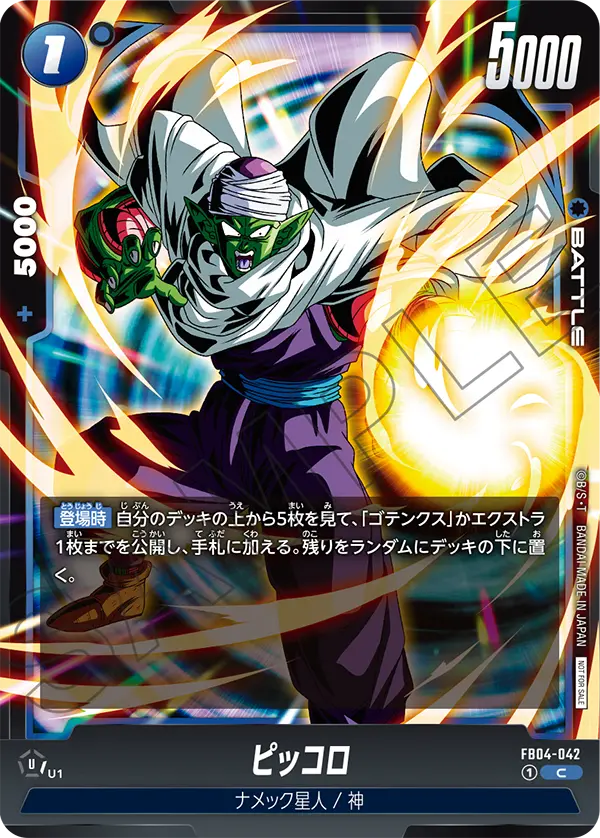 1
5000
+ 5000
BATTLE
SAMPLE
登場時 自分のデッキの上から5枚を見て、「ゴテンクス」かエクストラ
1枚までを公開し、手札に加える。残りをランダムにデッキの下に置
く。
©B/S・T BANDAI MADE IN JAPAN
NOT FOR SALE
U/U1
ピッコロ
FB04-042
1 C
ナメック星人 / 神